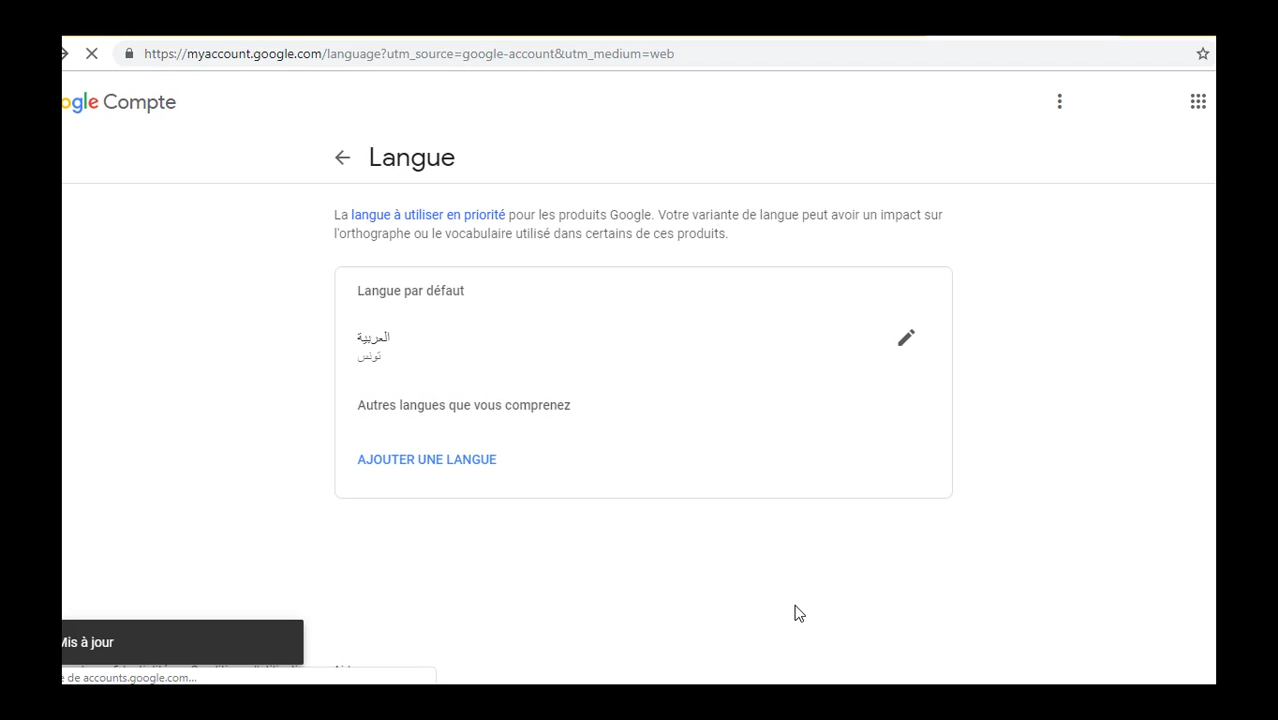 https://myaccount.google.com/language?utm_source=google-account&utm_medium=web
ogle Compte
Langue
La langue à utiliser en priorité pour les produits Google. Votre variante de langue peut avoir un impact sur
l'orthographe ou le vocabulaire utilisé dans certains de ces produits.
Langue par défaut
العربية
تونس
Autres langues que vous comprenez
AJOUTER UNE LANGUE
Mis à jour
e de accounts.google.com...